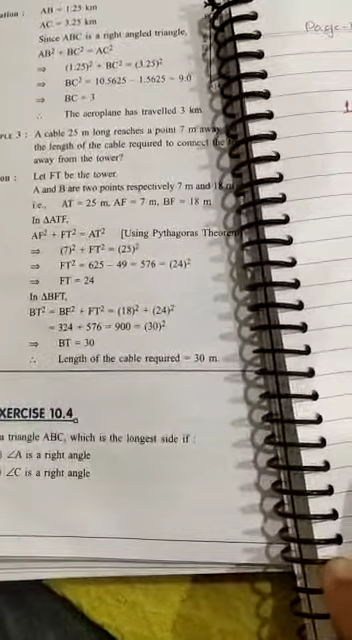 AB = 1.25 km
ation : AC = 3.25 km
Since ABC is a right angled triangle,
AB² + BC² = AC²
⇒ (1.25)² + BC² = (3.25)²
⇒ BC² = 10.5625 - 1.5625 = 9.0
⇒ BC = 3
∴ The aeroplane has travelled 3 km
PLE 3 : A cable 25 m long reaches a point 7 m away
the length of the cable required to connect the
away from the tower?
on : Let FT be the tower
A and B are two points respectively 7 m and 18 m
i.e., AT = 25 m, AF = 7 m, BF = 18 m
In ΔATF,
AF² + FT² = AT² [Using Pythagoras Theorem
⇒ (7)² + FT² = (25)²
⇒ FT² = 625 - 49 = 576 = (24)²
⇒ FT = 24
In ΔBFT,
BT² = BF² + FT² = (18)² + (24)²
= 324 + 576 = 900 = (30)²
⇒ BT = 30
∴ Length of the cable required = 30 m
XERCISE 10.4
a triangle ABC, which is the longest side if :
) ∠A is a right angle
) ∠C is a right angle
Page-